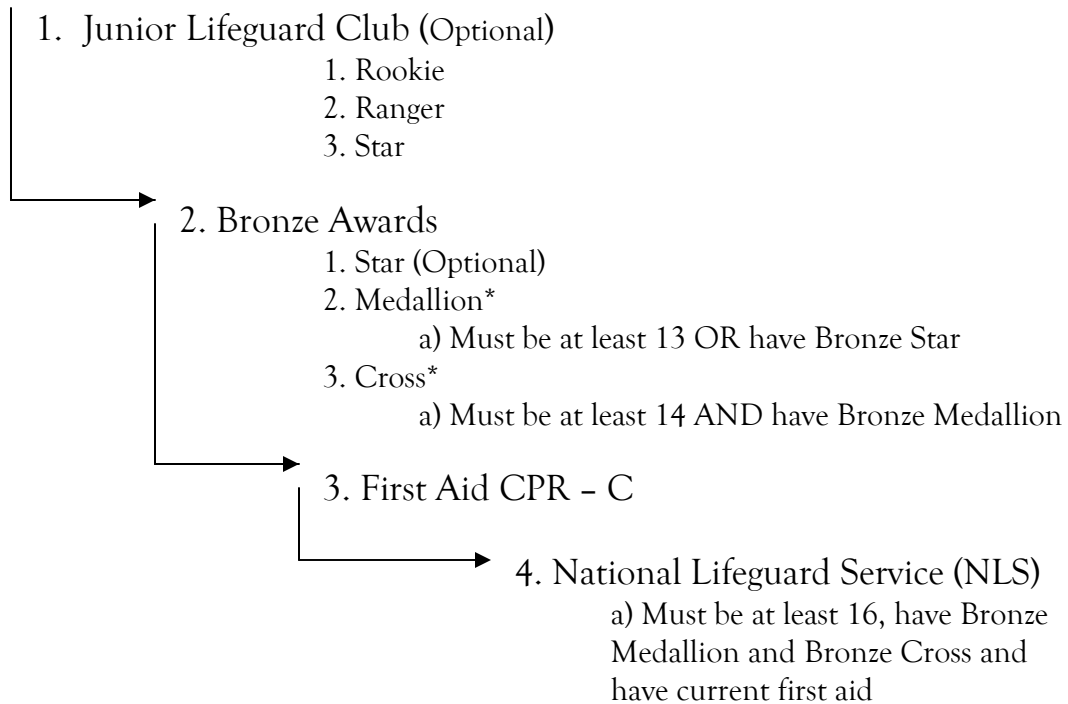 1. Junior Lifeguard Club (Optional)
1. Rookie
2. Ranger
3. Star
2. Bronze Awards
1. Star (Optional)
2. Medallion*
a) Must be at least 13 OR have Bronze Star
3. Cross*
a) Must be at least 14 AND have Bronze Medallion
3. First Aid CPR – C
4. National Lifeguard Service (NLS)
a) Must be at least 16, have Bronze
Medallion and Bronze Cross and
have current first aid